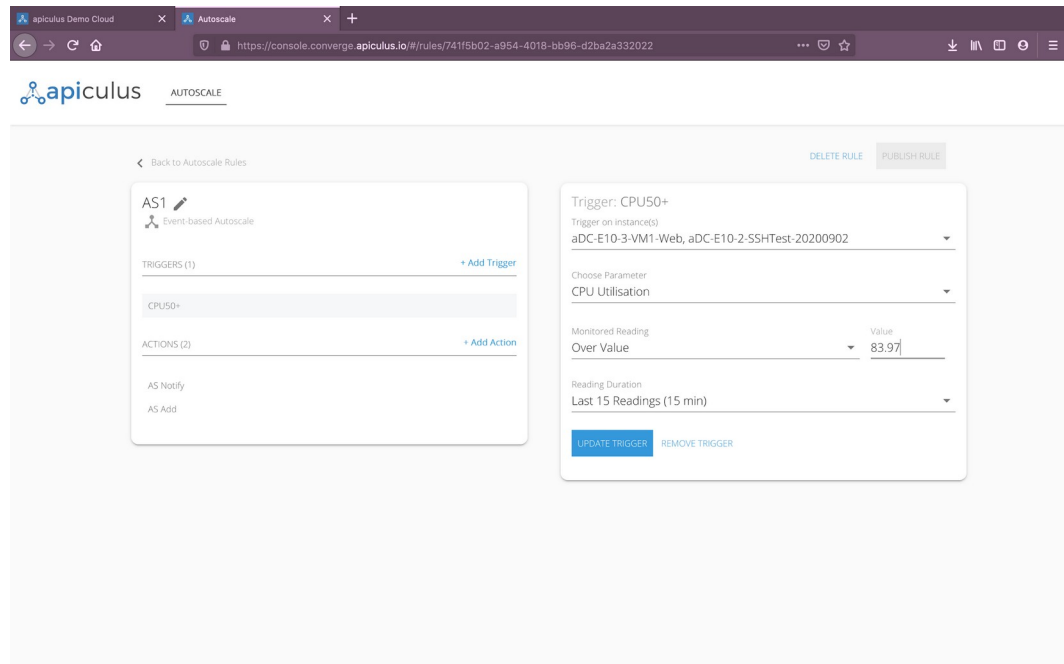 apiculus Demo Cloud
Autoscale
https://console.converge.apiculus.io/#/rules/741f5b02-a954-4018-bb96-d2ba2a332022
apiculus
AUTOSCALE
Back to Autoscale Rules
DELETE RULE
PUBLISH RULE
AS1
Event-based Autoscale
TRIGGERS (1)
+ Add Trigger
CPU50+
ACTIONS (2)
+ Add Action
AS Notify
AS Add
Trigger: CPU50+
Trigger on instance(s)
aDC-E10-3-VM1-Web, aDC-E10-2-SSHTest-20200902
Choose Parameter
CPU Utilisation
Monitored Reading
Over Value
Value
83.97
Reading Duration
Last 15 Readings (15 min)
UPDATE TRIGGER
REMOVE TRIGGER